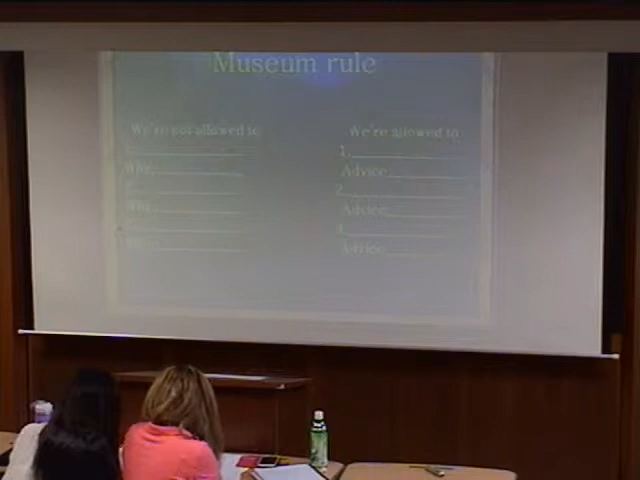 Museum rule
We're not allowed to
Why:
2.
Why:
Why:
We're allowed to
1.
Advice:
2.
Advice:
Advice: